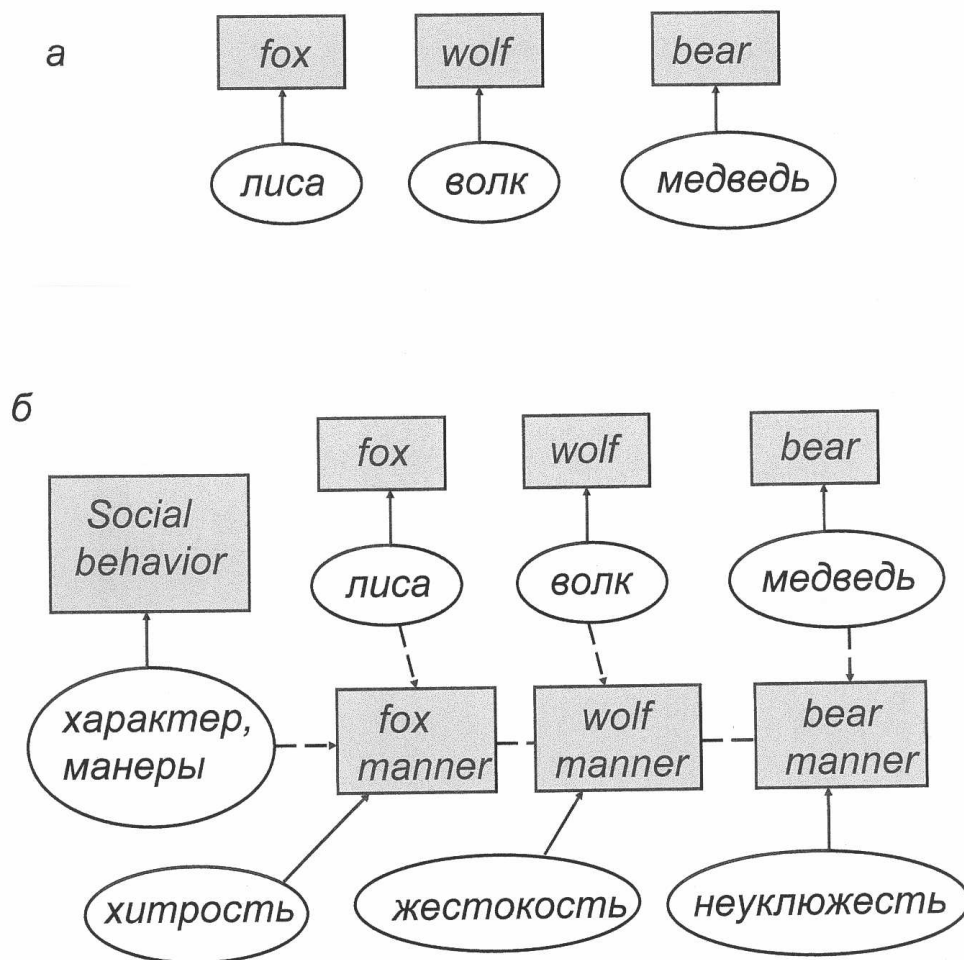 а
fox
wolf
bear
лиса
волк
медведь
б
fox
wolf
bear
Social
behavior
лиса
волк
медведь
характер,
манеры
fox
manner
wolf
manner
bear
manner
хитрость
жестокость
неуклюжесть